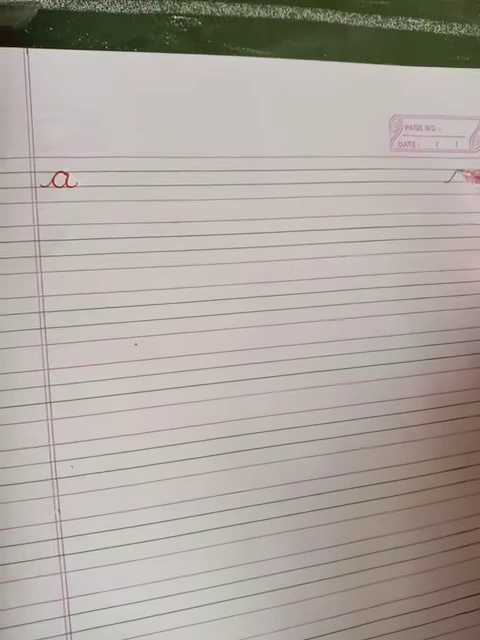 PAGE NO. :
DATE : / /
a